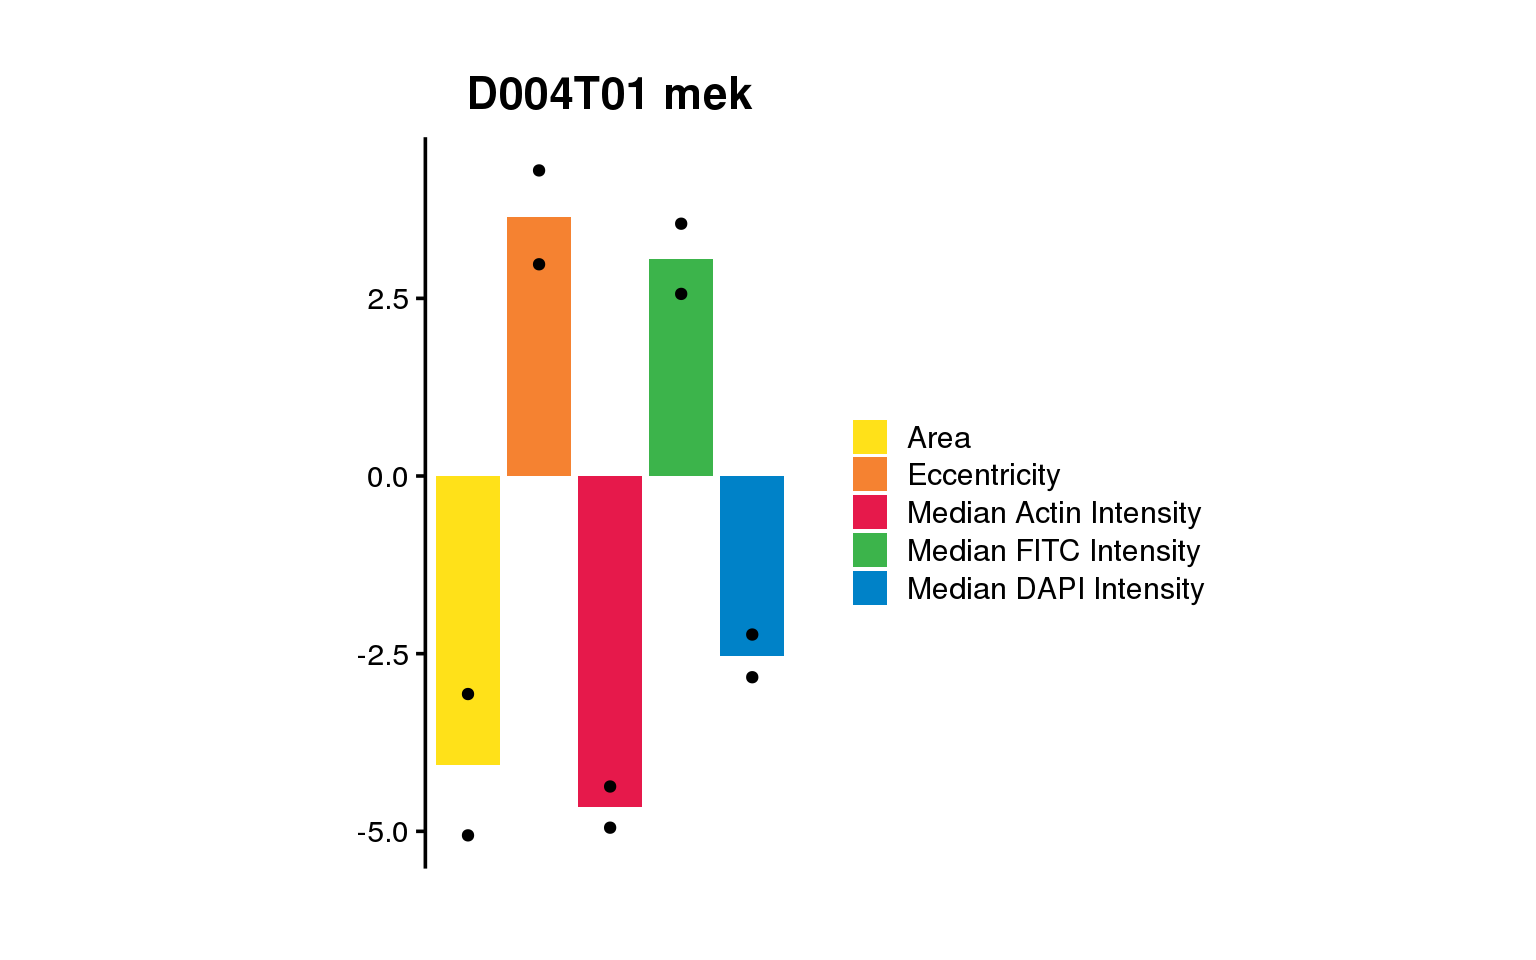 D004T01 mek
2.5
0.0
-2.5
-5.0
Area
Eccentricity
Median Actin Intensity
Median FITC Intensity
Median DAPI Intensity